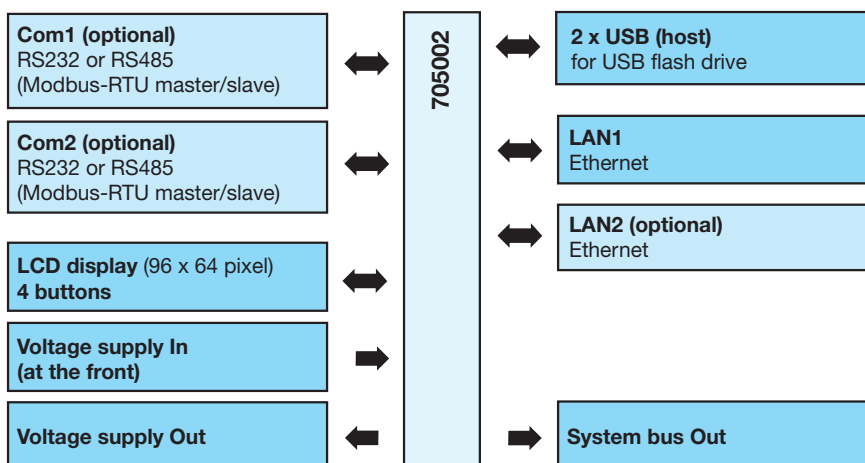 Com1 (optional)
RS232 or RS485
(Modbus-RTU master/slave)
Com2 (optional)
RS232 or RS485
(Modbus-RTU master/slave)
LCD display (96 x 64 pixel)
4 buttons
Voltage supply In
(at the front)
Voltage supply Out
705002
2 x USB (host)
for USB flash drive
LAN1
Ethernet
LAN2 (optional)
Ethernet
System bus Out